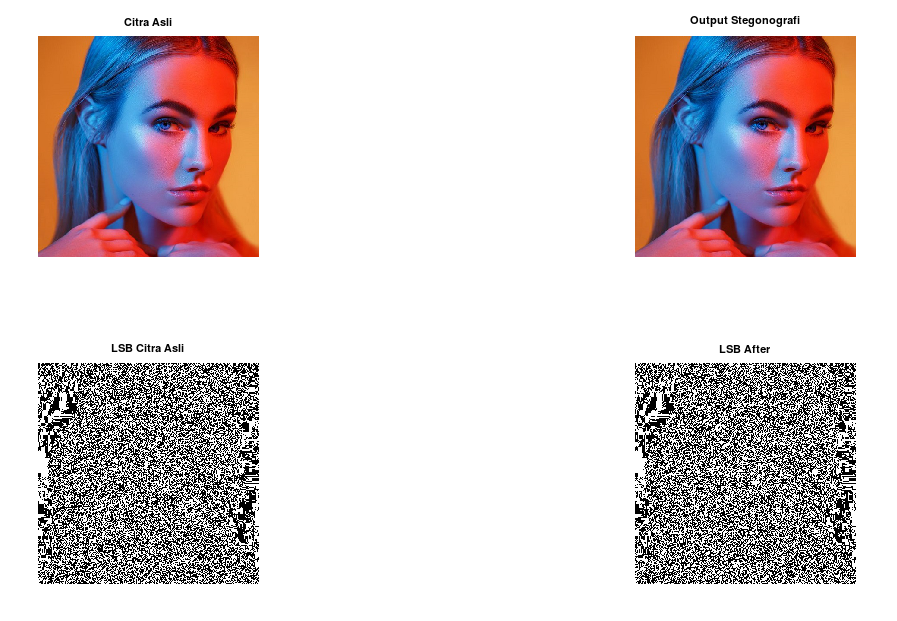 Citra Asli
Output Stegonografi
LSB Citra Asli
LSB After